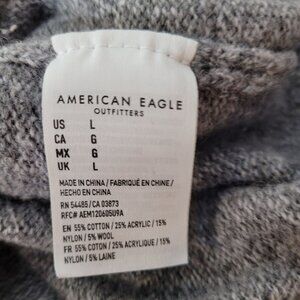 AMERICAN EAGLE
OUTFITTERS
US L
CA G
MX G
UK L
MADE IN CHINA / FABRIQUÉ EN CHINE /
HECHO EN CHINA
RN 54485/CA 03873
RFC# AEM120605U9A
EN 55% COTTON / 25% ACRYLIC / 15%
NYLON / 5% WOOL
FR 55% COTON / 25% ACRYLIQUE / 15%
NYLON / 5% LAINE